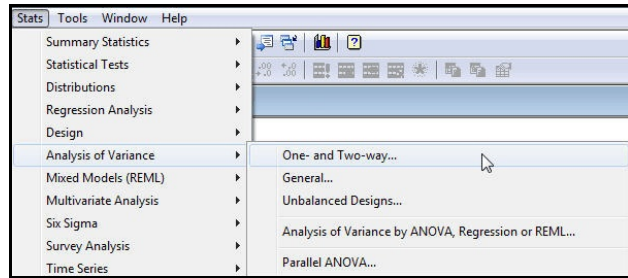 Stats Tools Window Help
Summary Statistics
Statistical Tests
Distributions
Regression Analysis
Design
Analysis of Variance
Mixed Models (REML)
Multivariate Analysis
Six Sigma
Survey Analysis
Time Series
One- and Two-way...
General...
Unbalanced Designs...
Analysis of Variance by ANOVA, Regression or REML...
Parallel ANOVA...